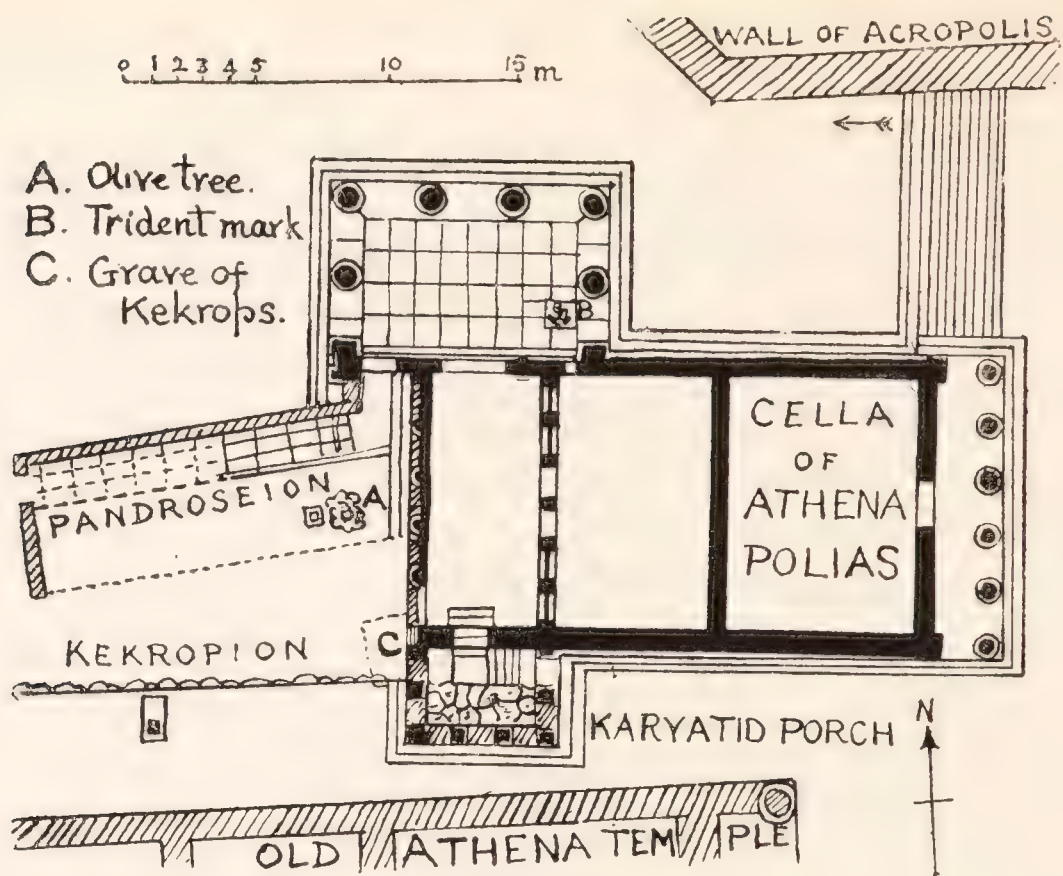 WALL OF ACROPOLIS
0 1 2 3 4 5 10 15 m
A. Olive tree.
B. Trident mark
C. Grave of
Kekrops.
B
CELLA
OF
ATHENA
POLIAS
PANDROSEION
A
KEKROPION
C
KARYATID PORCH
N
OLD ATHENA TEMPLE